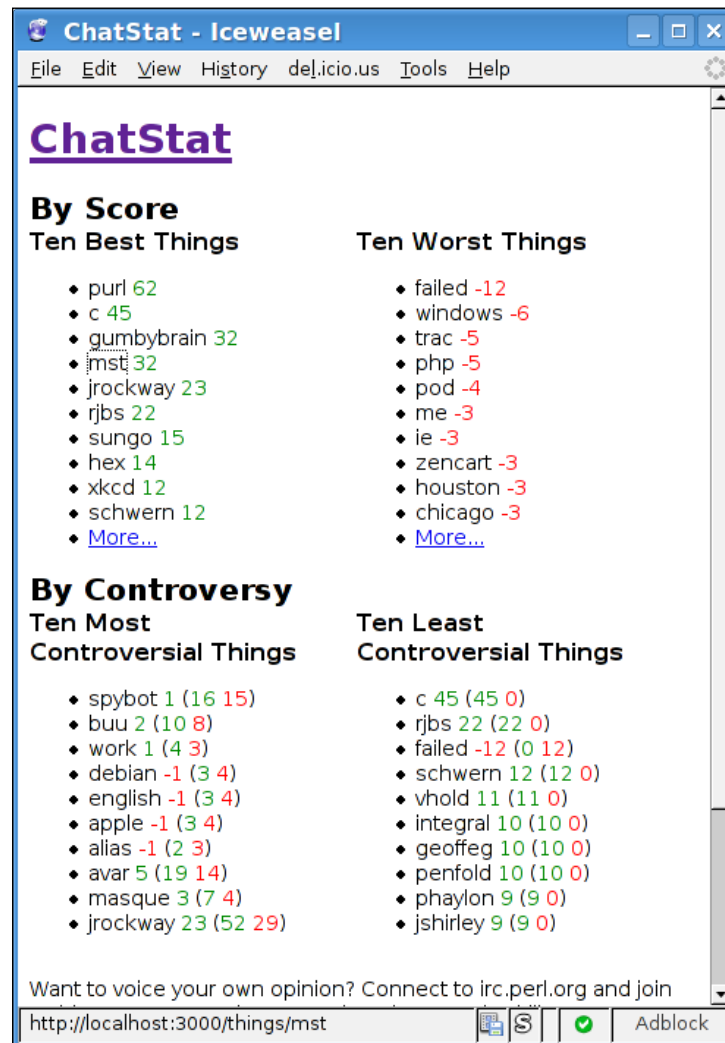 ChatStat - Iceweasel
File Edit View History del.icio.us Tools Help
ChatStat
By Score
Ten Best Things
purl 62
c 45
gumbybrain 32
mst 32
jrockway 23
rjbs 22
sungo 15
hex 14
xkcd 12
schwern 12
More...
Ten Worst Things
failed -12
windows -6
trac -5
php -5
pod -4
me -3
ie -3
zencart -3
houston -3
chicago -3
More...
By Controversy
Ten Most
Controversial Things
spybot 1 (16 15)
buu 2 (10 8)
work 1 (4 3)
debian -1 (3 4)
english -1 (3 4)
apple -1 (3 4)
alias -1 (2 3)
avar 5 (19 14)
masque 3 (7 4)
jrockway 23 (52 29)
Ten Least
Controversial Things
c 45 (45 0)
rjbs 22 (22 0)
failed -12 (0 12)
schwern 12 (12 0)
vhold 11 (11 0)
integral 10 (10 0)
geoffeg 10 (10 0)
penfold 10 (10 0)
phaylon 9 (9 0)
jshirley 9 (9 0)
Want to voice your own opinion? Connect to irc.perl.org and join
http://localhost:3000/things/mst
S
Adblock